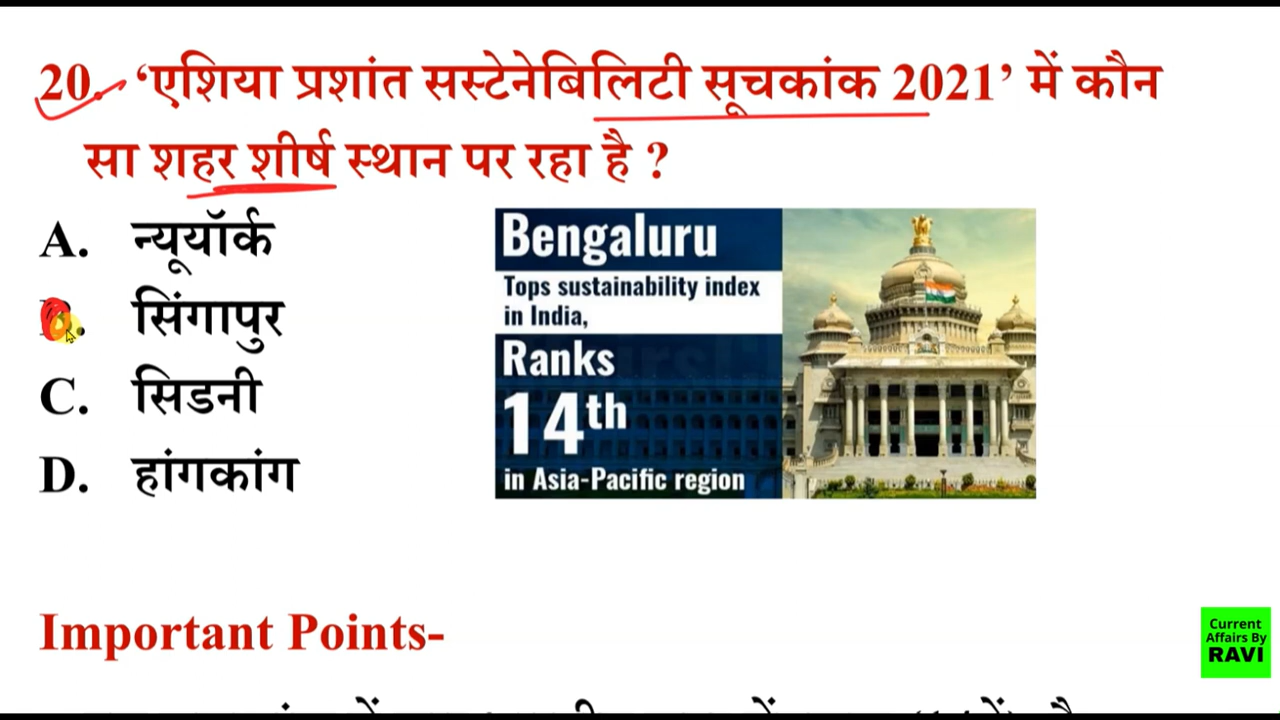 20. ‘एशिया प्रशांत सस्टेनेबिलिटी सूचकांक 2021’ में कौन
सा शहर शीर्ष स्थान पर रहा है ?
A. न्यूयॉर्क
B. सिंगापुर
C. सिडनी
D. हांगकांग
Bengaluru
Tops sustainability index
in India,
Ranks
14th
in Asia-Pacific region
Important Points-
Current
Affairs By
RAVI